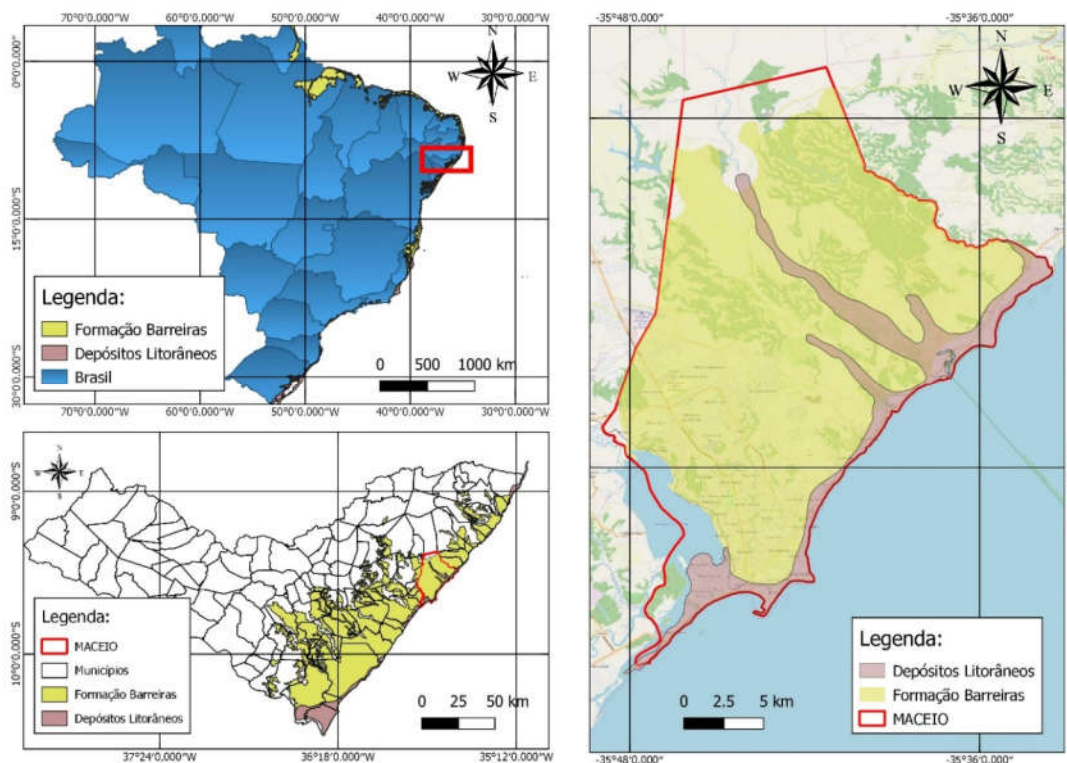 70°0'0.000"W 60°0'0.000"W 50°0'0.000"W 40°0'0.000"W 30°0'0.000"W
0°0'0.000"
15°0'0.000"S
30°0'0.000"S
N
W E
S
Legenda:
Formação Barreiras
Depósitos Litorâneos
Brasil
0 500 1000 km
70°0'0.000"W 60°0'0.000"W 50°0'0.000"W 40°0'0.000"W 30°0'0.000"W
N
W E
S
9°0'0.000"S
10°0'0.000"S
Legenda:
MACEIO
Municípios
Formação Barreiras
Depósitos Litorâneos
0 25 50 km
37°24'0.000"W 36°18'0.000"W 35°12'0.000"W
-35°48'0.000" -35°36'0.000"
N
W E
S
0 2.5 5 km
Legenda:
Depósitos Litorâneos
Formação Barreiras
MACEIO
-35°48'0.000" -35°36'0.000"